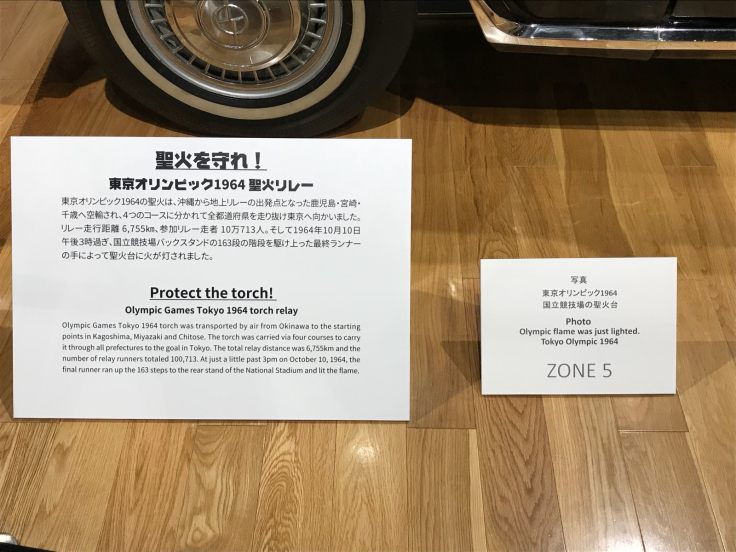 聖火を守れ！
東京オリンピック1964 聖火リレー
東京オリンピック1964の聖火は、沖縄から地上リレーの出発点となった鹿児島・宮崎・
千歳へ空輸され、4つのコースに分かれて全都道府県を走り抜け東京へ向かいました。
リレー走行距離 6,755km、参加リレー走者 10万713人。そして1964年10月10日
午後3時過ぎ、国立競技場バックスタンドの163段の階段を駆け上った最終ランナー
の手によって聖火台に火が灯されました。
Protect the torch!
Olympic Games Tokyo 1964 torch relay
Olympic Games Tokyo 1964 torch was transported by air from Okinawa to the starting
points in Kagoshima, Miyazaki and Chitose. The torch was carried via four courses to carry
it through all prefectures to the goal in Tokyo. The total relay distance was 6,755km and the
number of relay runners totaled 100,713. At just a little past 3pm on October 10, 1964, the
final runner ran up the 163 steps to the rear stand of the National Stadium and lit the flame.
写真
東京オリンピック1964
国立競技場の聖火台
Photo
Olympic flame was just lighted.
Tokyo Olympic 1964
ZONE 5